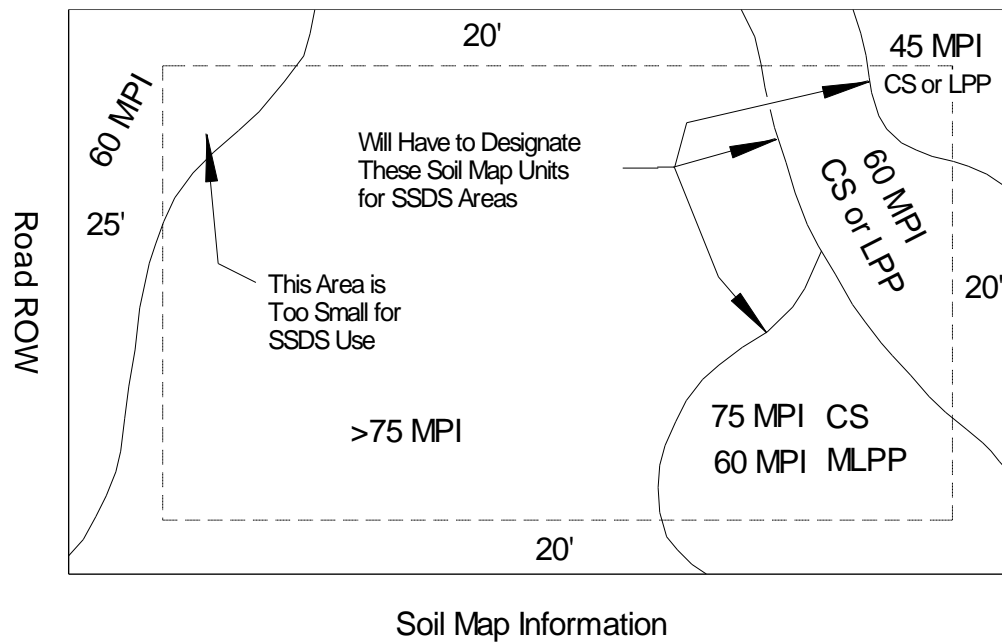 20'
45 MPI
CS or LPP
60 MPI
Will Have to Designate
These Soil Map Units
for SSDS Areas
60 MPI
CS or LPP
25'
Road ROW
This Area is
Too Small for
SSDS Use
20'
>75 MPI
75 MPI CS
60 MPI MLPP
20'
Soil Map Information